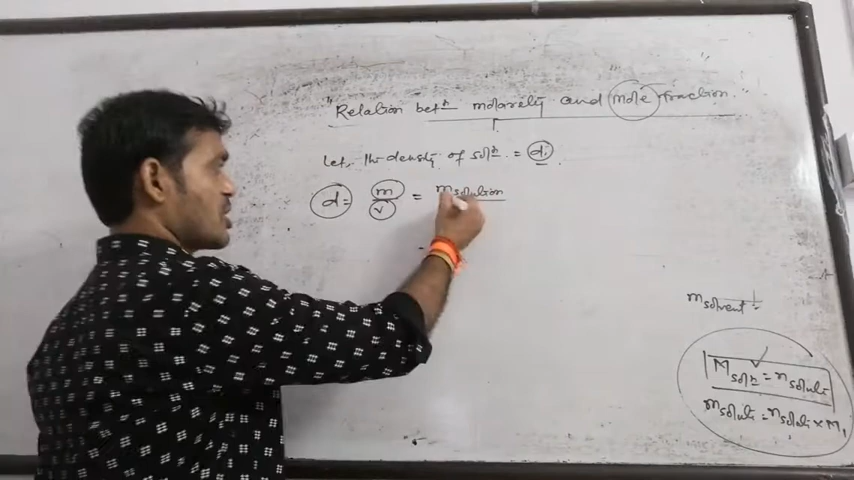 "Relation betn molarity and mole fraction.
Let, the density of soln. = d.
d = m/v = msolution
msolvent =
Msoln = nsolute
msolute = nsolute × M1